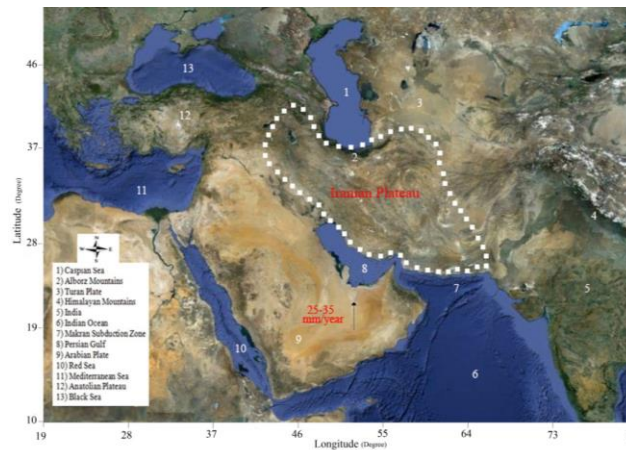 46
37
28
19
10
Latitude (Degree)
13
1
3
12
2
Iranian Plateau
11
4
8
7
5
25-35
mm/year
9
10
6
N
W
E
S
1) Caspian Sea
2) Alborz Mountains
3) Turan Plate
4) Himalayan Mountains
5) India
6) Indian Ocean
7) Makran Subduction Zone
8) Persian Gulf
9) Arabian Plate
10) Red Sea
11) Mediterranean Sea
12) Anatolian Plateau
13) Black Sea
19
28
37
46
55
64
73
Longitude (Degree)